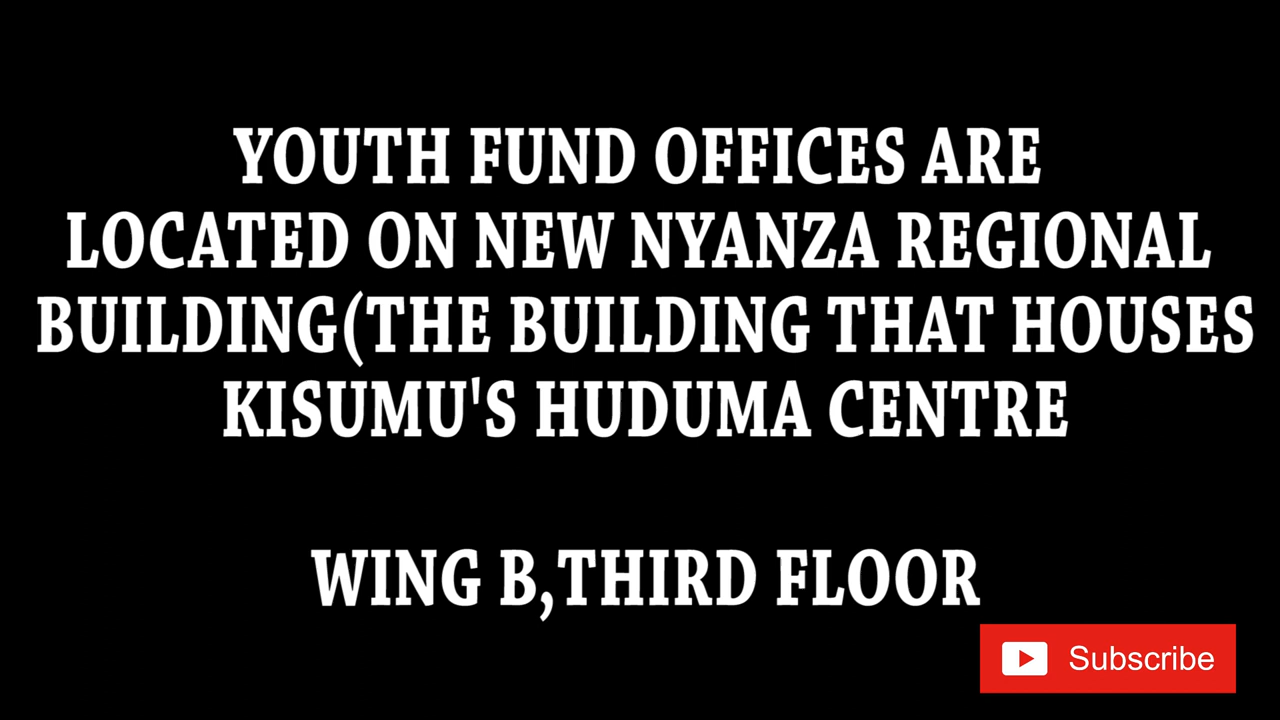 YOUTH FUND OFFICES ARE
LOCATED ON NEW NYANZA REGIONAL
BUILDING(THE BUILDING THAT HOUSES
KISUMU'S HUDUMA CENTRE
WING B,THIRD FLOOR
Subscribe